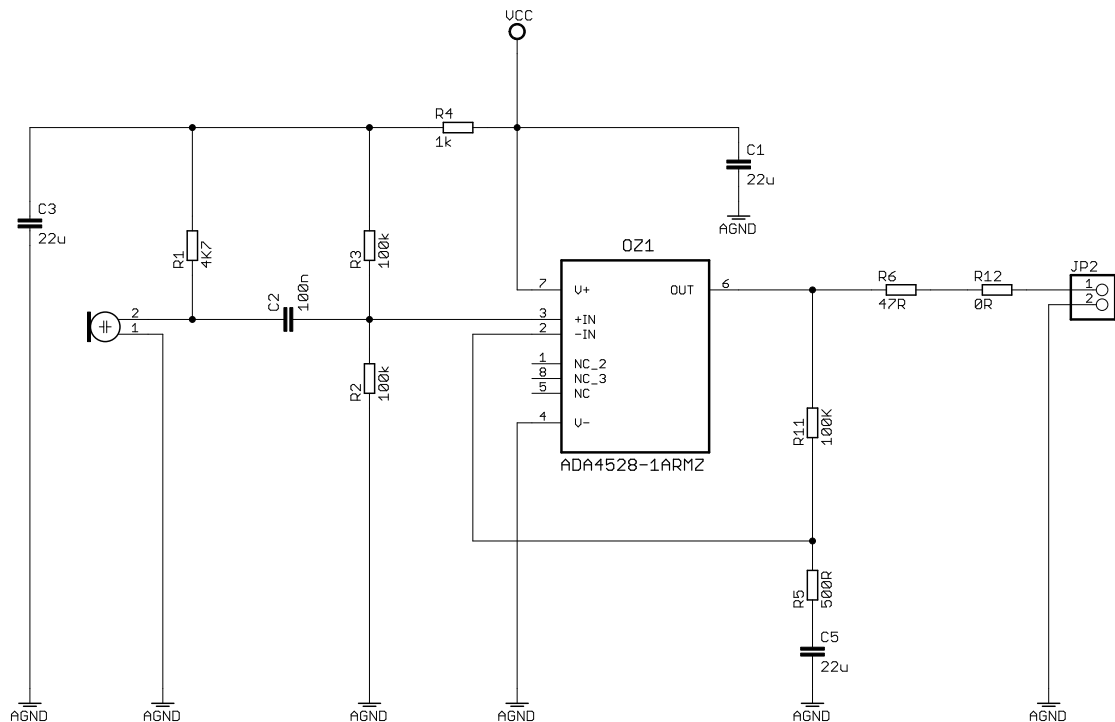 VCC
R4
1k
C1
22u
AGND
C3
22u
R1
4K7
R3
100k
C2
100n
OZ1
7
V+
OUT
6
3
+IN
2
-IN
1
NC_2
8
NC_3
5
NC
4
V-
ADA4528-1ARMZ
R6
47R
R12
0R
JP2
1
2
2
1
R2
100k
R11
100K
R5
500R
C5
22u
AGND
AGND
AGND
AGND
AGND
AGND